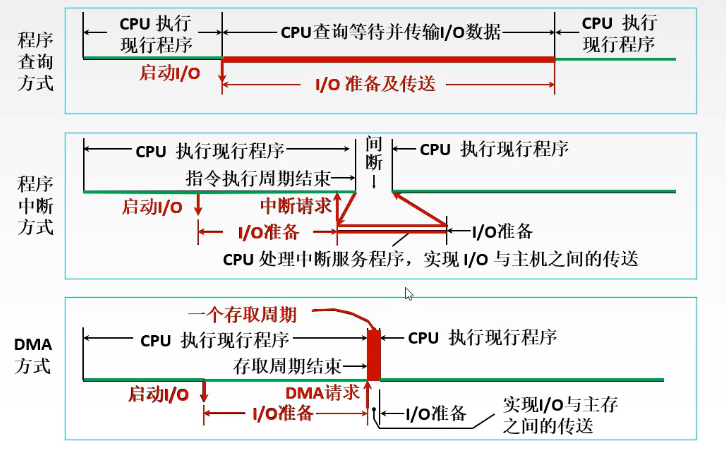 程序
查询
方式
CPU 执行
现行程序
CPU查询等待并传输I/O数据
CPU 执行
现行程序
启动I/O
I/O 准备及传送
程序
中断
方式
CPU 执行现行程序
间
断
CPU 执行现行程序
指令执行周期结束
启动I/O
中断请求
I/O准备
I/O准备
CPU 处理中断服务程序，实现 I/O 与主机之间的传送
DMA
方式
一个存取周期
CPU 执行现行程序
CPU 执行现行程序
存取周期结束
启动I/O
DMA请求
I/O准备
I/O准备
实现I/O与主存
之间的传送